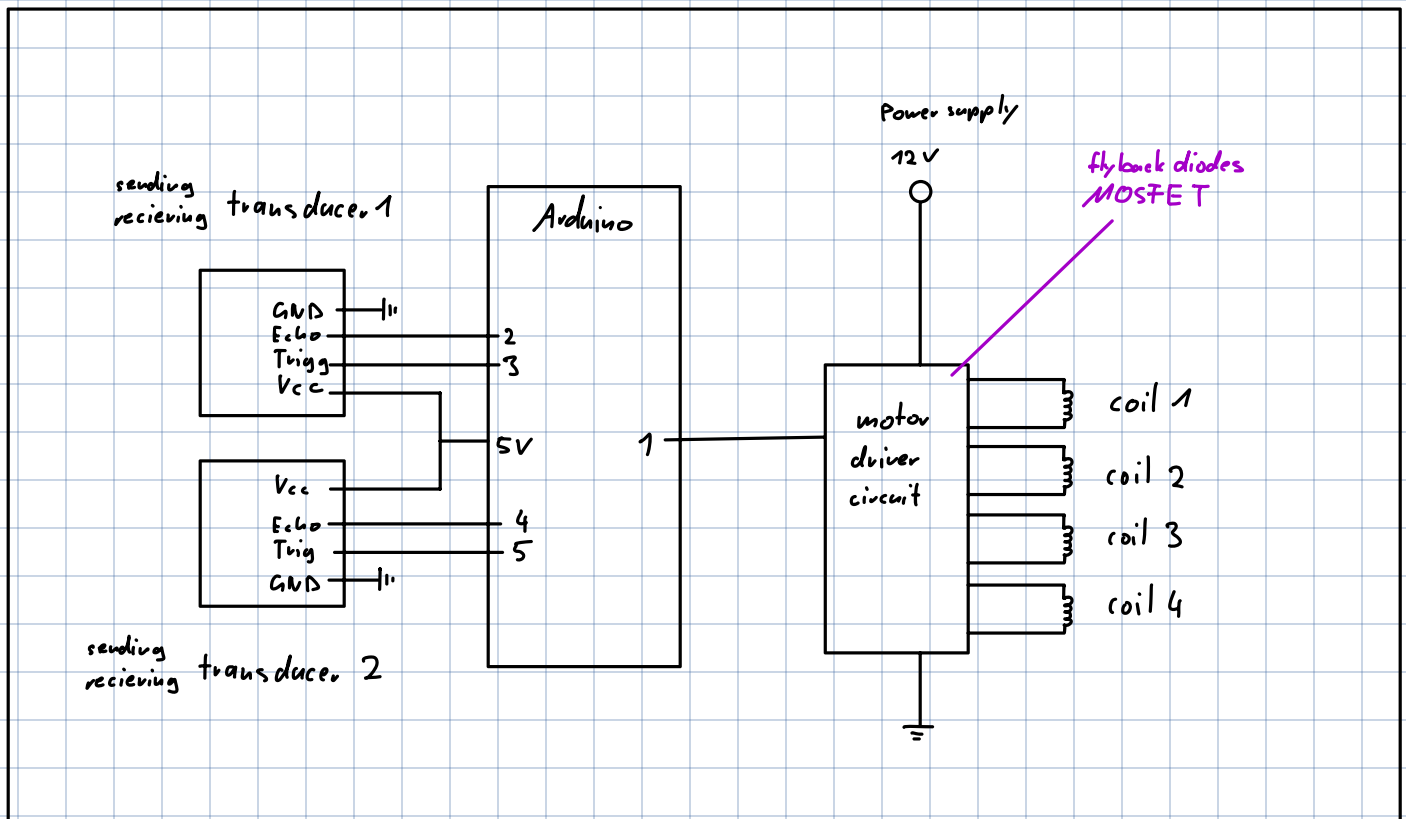 Power supply
12V
flyback diodes
MOSFET
sending
recieving
transducer 1
Arduino
GND
Echo
Trigg
Vcc
2
3
5V
1
motor
driver
circuit
coil 1
coil 2
coil 3
coil 4
Vcc
Echo
Trig
GND
4
5
sending
recieving
transducer 2